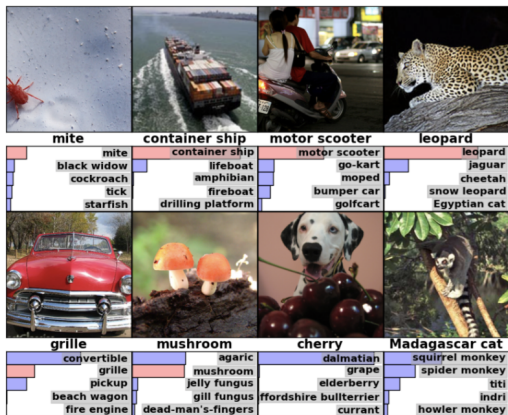 mite
container ship
motor scooter
leopard
mite
black widow
cockroach
tick
starfish
container ship
lifeboat
amphibian
fireboat
drilling platform
motor scooter
go-kart
moped
bumper car
golfcart
leopard
jaguar
cheetah
snow leopard
Egyptian cat
grille
mushroom
cherry
Madagascar cat
convertible
grille
pickup
beach wagon
fire engine
agaric
mushroom
jelly fungus
gill fungus
dead-man's-fingers
dalmatian
grape
elderberry
ffordshire bullterrier
currant
squirrel monkey
spider monkey
titi
indri
howler monkey